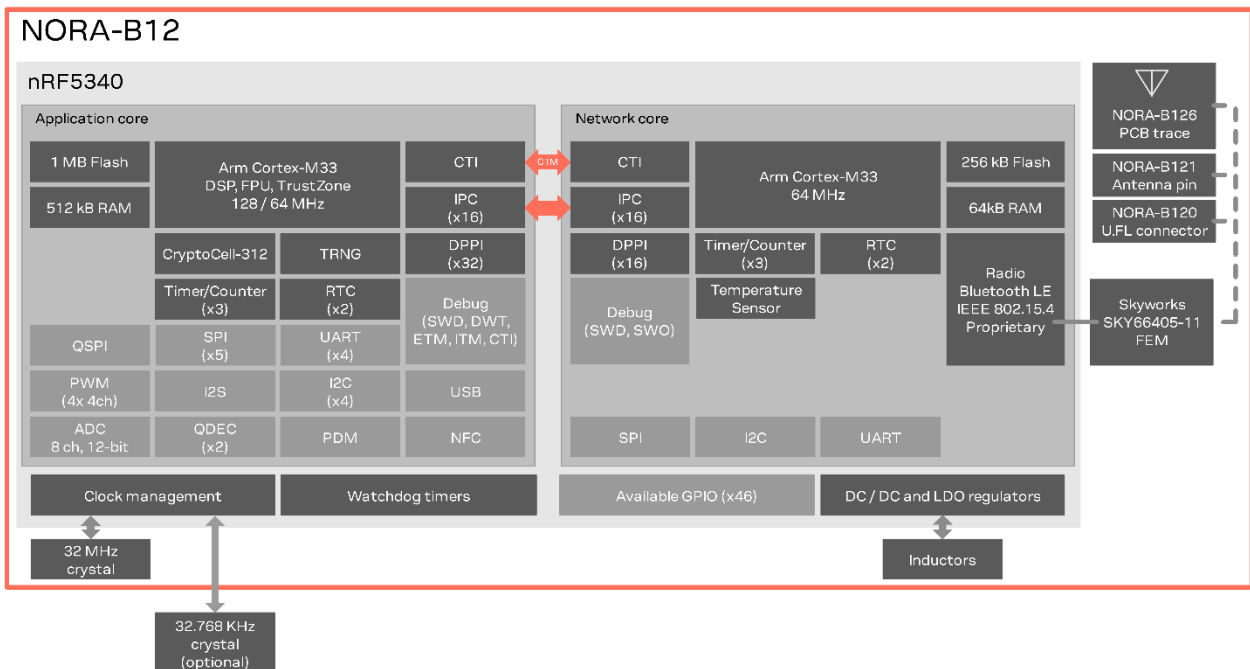 NORA-B12
nRF5340
Application core
1 MB Flash
512 kB RAM
Arm Cortex-M33
DSP, FPU, TrustZone
128 / 64 MHz
CTI
IPC
(x16)
CryptoCell-312
TRNG
DPPI
(x32)
Timer/Counter
(x3)
RTC
(x2)
Debug
(SWD, DWT,
ETM, ITM, CTI)
QSPI
SPI
(x5)
UART
(x4)
PWM
(4x 4ch)
I2S
I2C
(x4)
USB
ADC
8 ch, 12-bit
QDEC
(x2)
PDM
NFC
CTM
Network core
CTI
IPC
(x16)
Arm Cortex-M33
64 MHz
256 kB Flash
64kB RAM
DPPI
(x16)
Timer/Counter
(x3)
RTC
(x2)
Debug
(SWD, SWO)
Temperature
Sensor
Radio
Bluetooth LE
IEEE 802.15.4
Proprietary
SPI
I2C
UART
Clock management
Watchdog timers
Available GPIO (x46)
DC / DC and LDO regulators
32 MHz
crystal
Inductors
32.768 KHz
crystal
(optional)
NORA-B126
PCB trace
NORA-B121
Antenna pin
NORA-B120
U.FL connector
Skyworks
SKY66405-11
FEM